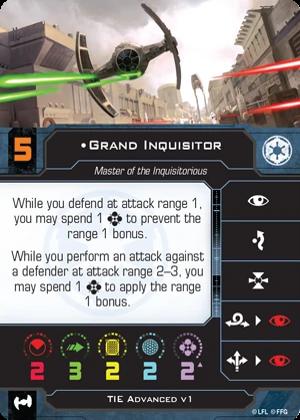 5
•Grand Inquisitor
Master of the Inquisitorious
While you defend at attack range 1,
you may spend 1 to prevent the
range 1 bonus.
While you perform an attack against
a defender at attack range 2–3, you
may spend 1 to apply the range
1 bonus.
2 3 2 2 2
TIE Advanced v1
©LFL ©FFG